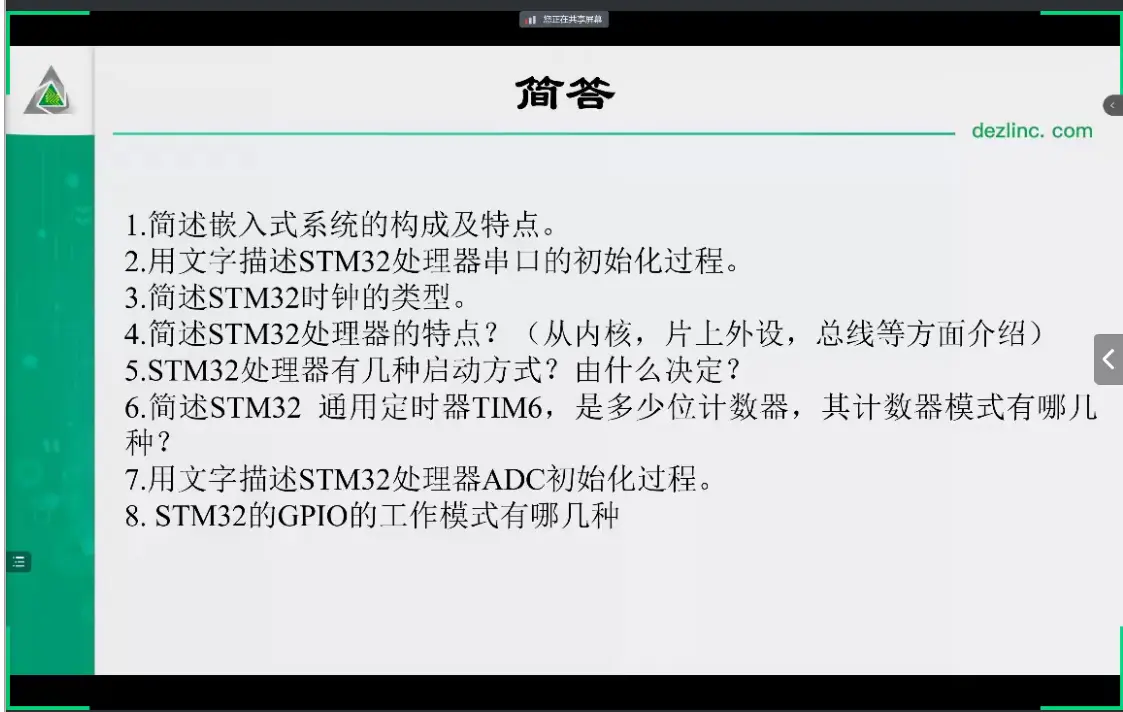 您正在共享屏幕
简答
dezlinc. com
1.简述嵌入式系统的构成及特点。
2.用文字描述STM32处理器串口的初始化过程。
3.简述STM32时钟的类型。
4.简述STM32处理器的特点？（从内核，片上外设，总线等方面介绍）
5.STM32处理器有几种启动方式？由什么决定？
6.简述STM32 通用定时器TIM6，是多少位计数器，其计数器模式有哪几
种？
7.用文字描述STM32处理器ADC初始化过程。
8. STM32的GPIO的工作模式有哪几种